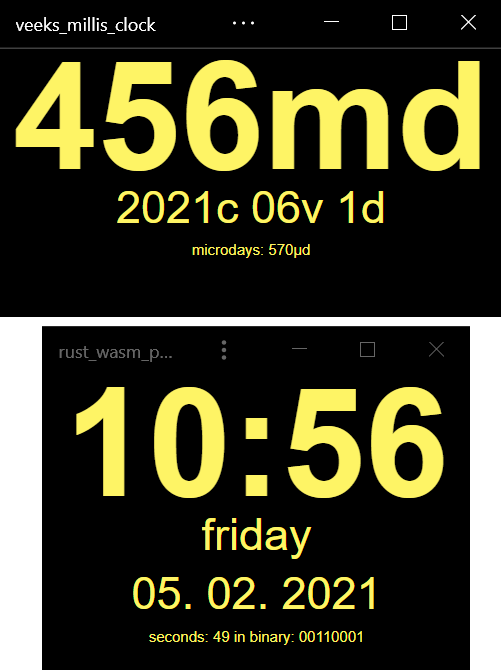 veeks_millis_clock
456md
2021c 06v 1d
microdays: 570µd
rust_wasm_p...
10:56
friday
05. 02. 2021
seconds: 49 in binary: 00110001